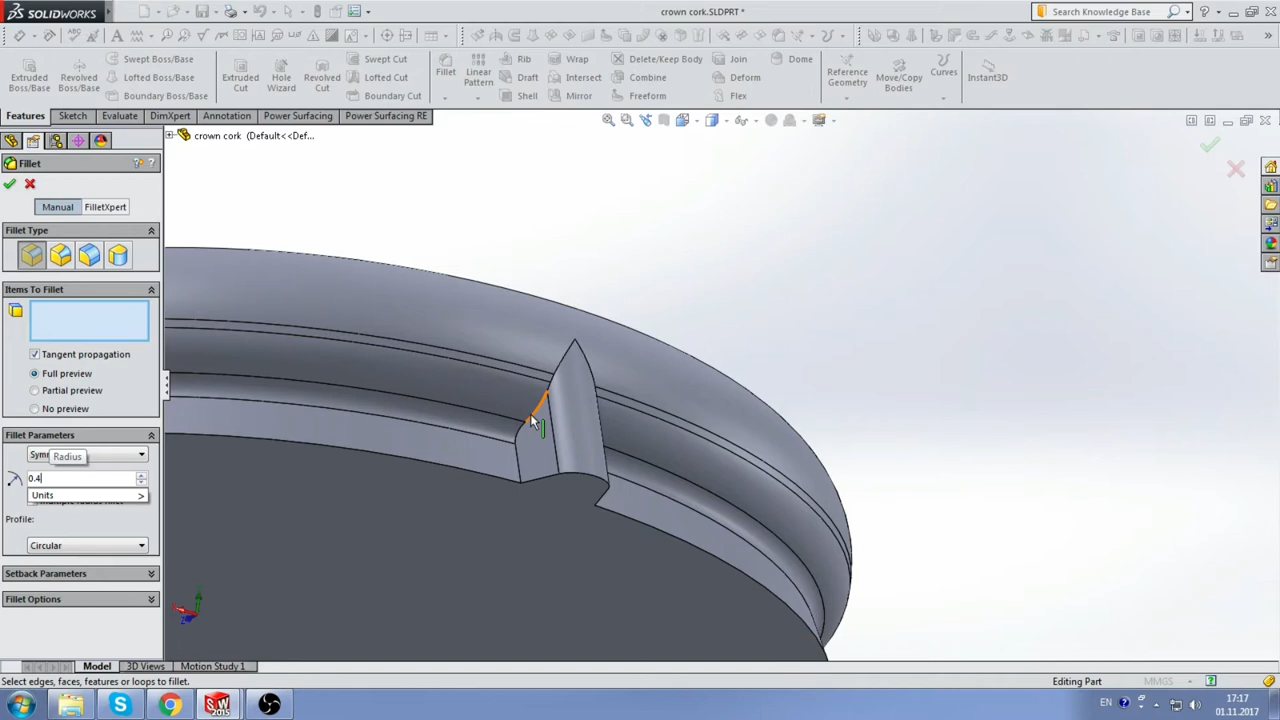 SOLIDWORKS
crown cork.SLDPRT *
Search Knowledge Base
Extruded Boss/Base
Revolved Boss/Base
Swept Boss/Base
Lofted Boss/Base
Boundary Boss/Base
Extruded Cut
Hole Wizard
Revolved Cut
Swept Cut
Lofted Cut
Boundary Cut
Fillet
Linear Pattern
Rib
Draft
Shell
Wrap
Intersect
Mirror
Delete/Keep Body
Combine
Freeform
Join
Deform
Flex
Dome
Reference Geometry
Move/Copy Bodies
Curves
Instant3D
Features
Sketch
Evaluate
DimXpert
Annotation
Power Surfacing
Power Surfacing RE
crown cork (Default<<Def...
Fillet
Manual
FilletXpert
Fillet Type
Items To Fillet
Tangent propagation
Full preview
Partial preview
No preview
Fillet Parameters
Radius
0.4
Units
Profile:
Circular
Setback Parameters
Fillet Options
Model
3D Views
Motion Study 1
Select edges, faces, features or loops to fillet.
Editing Part
MMGS
EN
17:17
01.11.2017